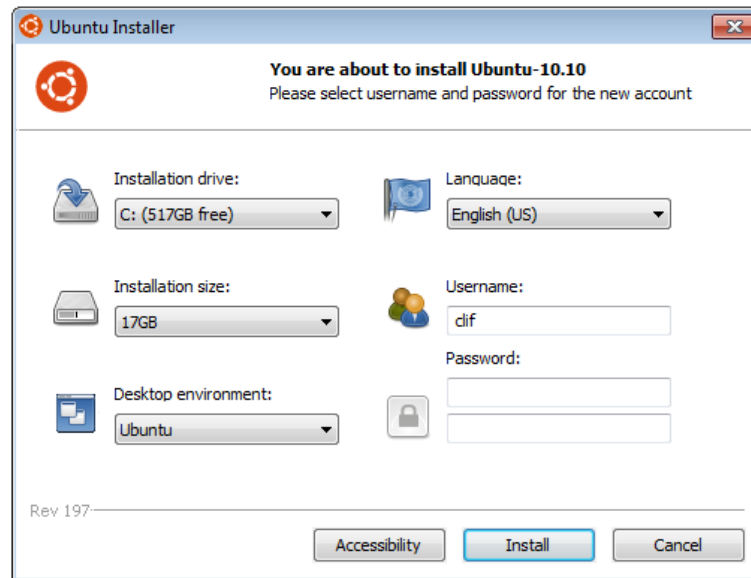 Ubuntu Installer
You are about to install Ubuntu-10.10
Please select username and password for the new account
Installation drive:
C: (517GB free)
Language:
English (US)
Installation size:
17GB
Username:
clif
Password:
Desktop environment:
Ubuntu
Rev 197
Accessibility
Install
Cancel